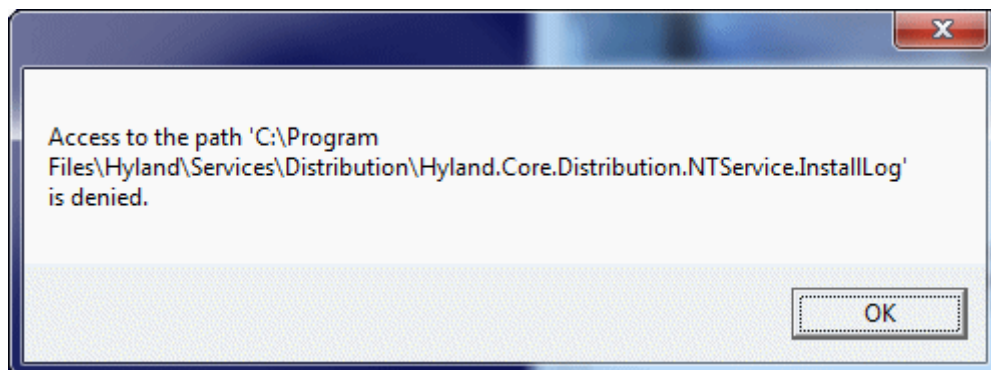 Access to the path 'C:\Program
Files\Hyland\Services\Distribution\Hyland.Core.Distribution.NTService.InstallLog'
is denied.
OK